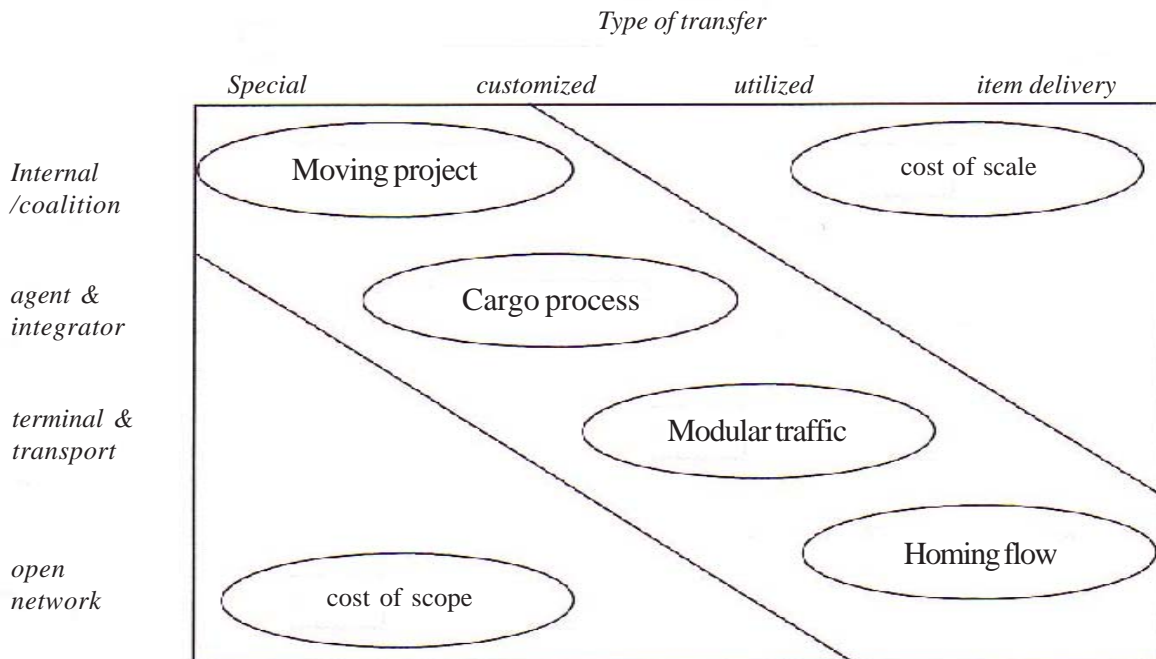 Type of transfer
Special customized utilized item delivery
Internal
/coalition
Moving project
cost of scale
agent &
integrator
Cargo process
terminal &
transport
Modular traffic
Homing flow
open
network
cost of scope